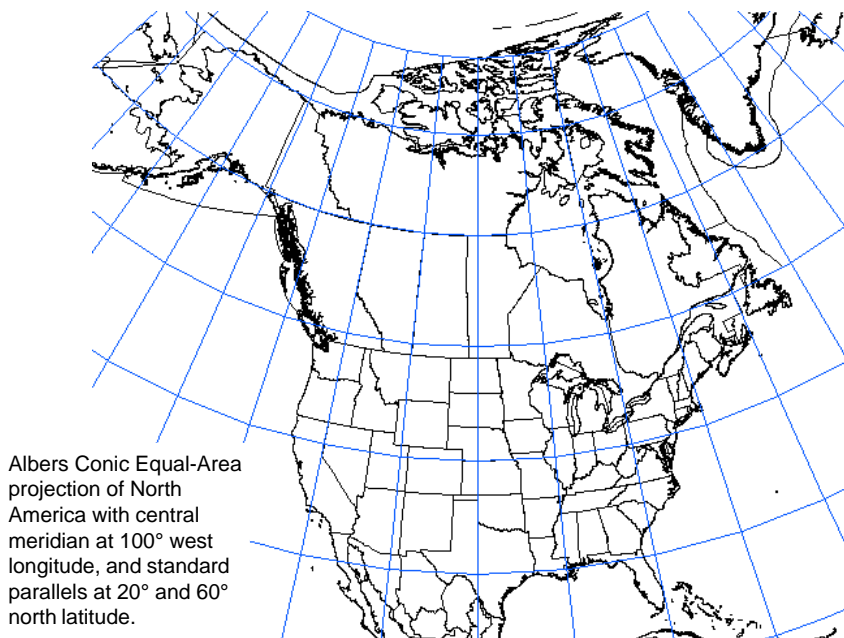 Albers Conic Equal-Area
projection of North
America with central
meridian at 100° west
longitude, and standard
parallels at 20° and 60°
north latitude.